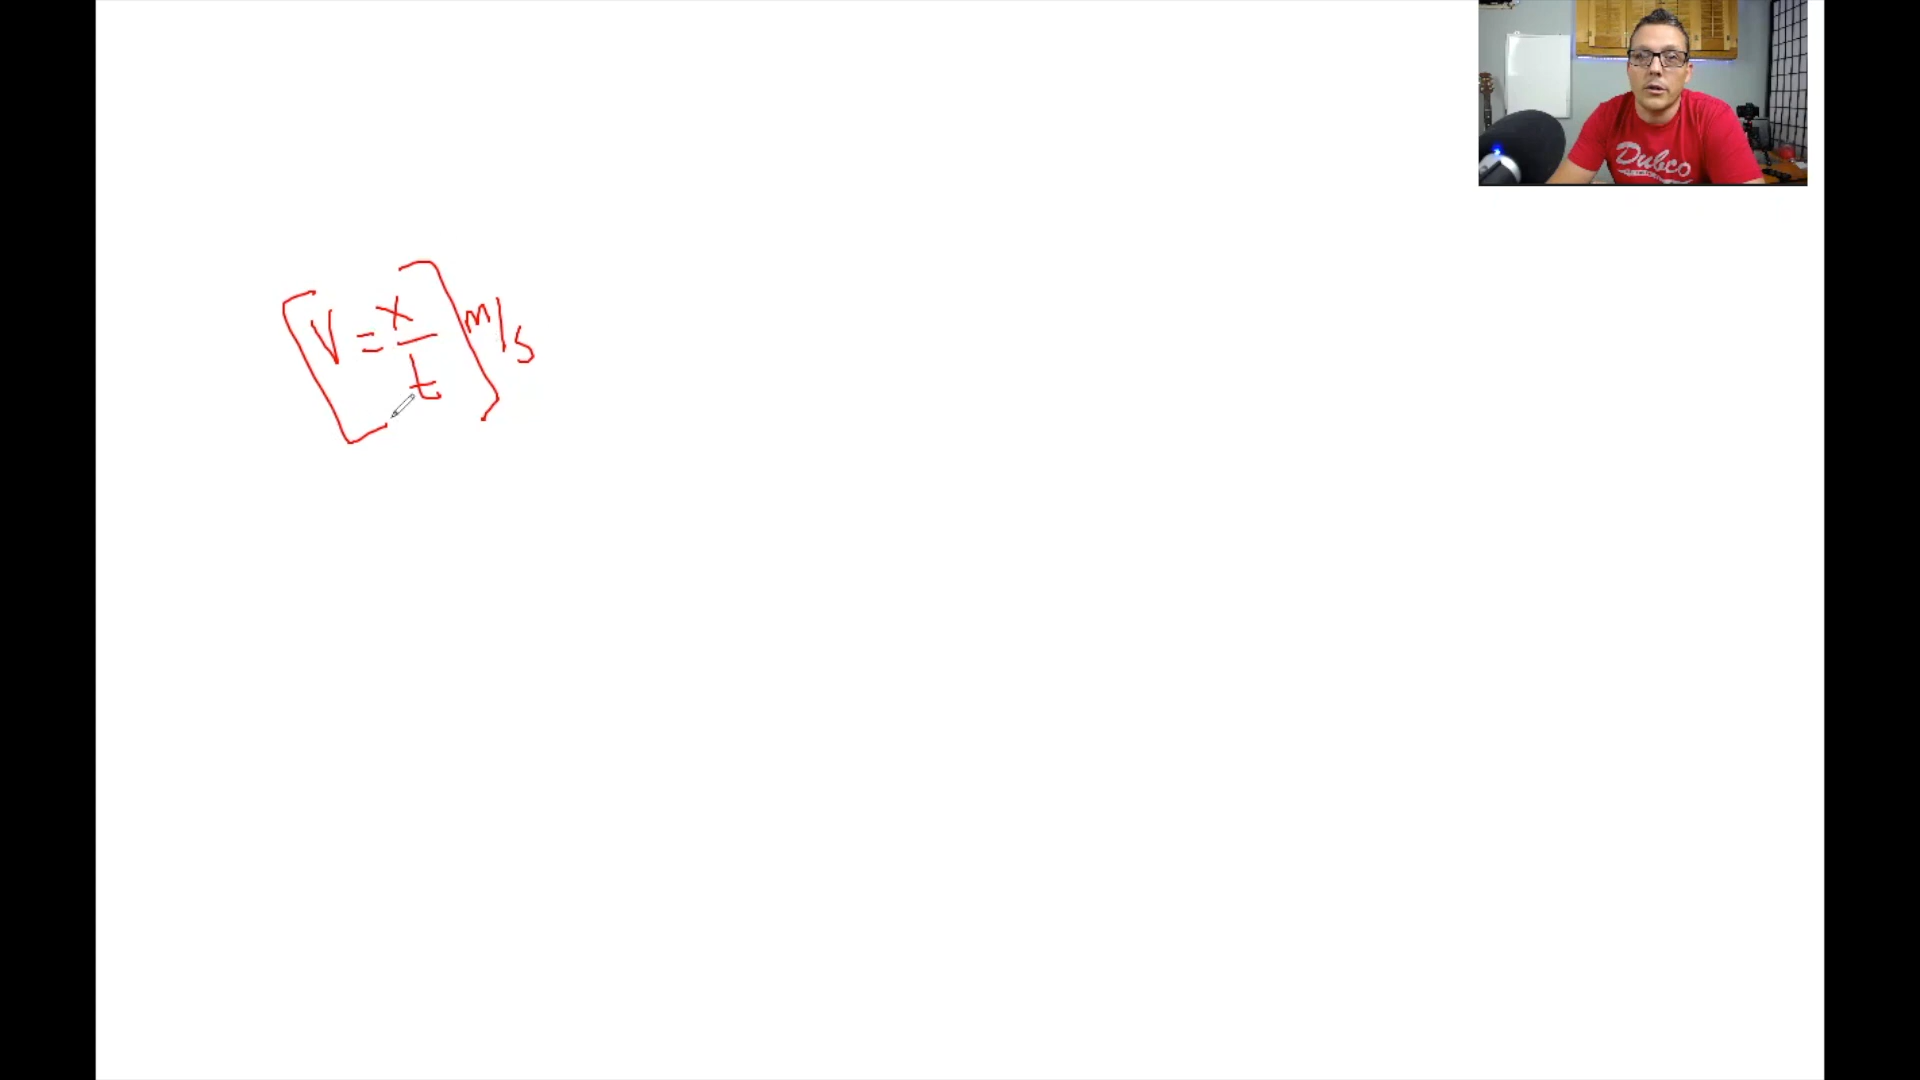 V = x/t m/s
Dubco